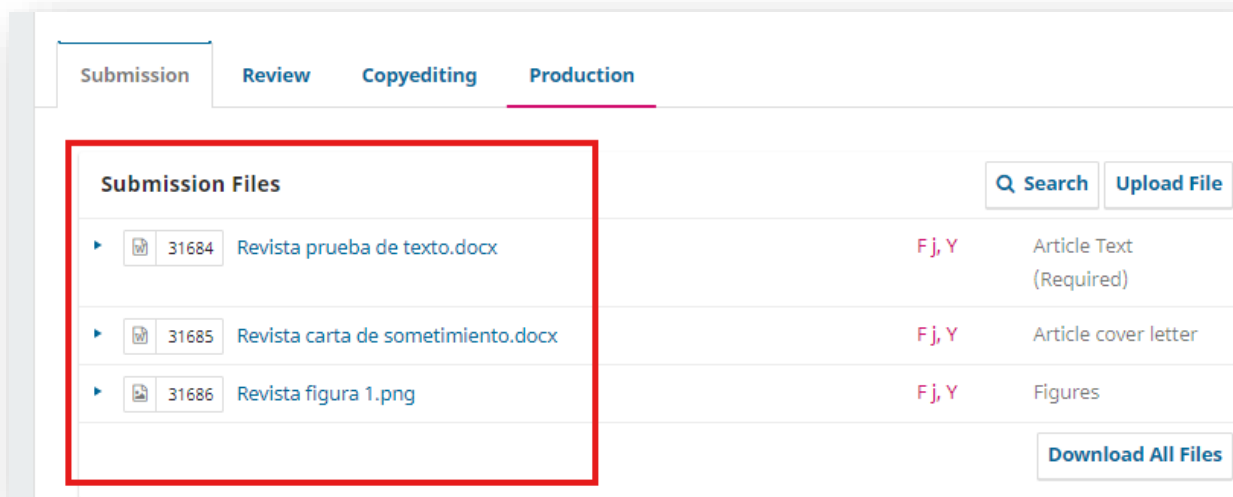 Submission Review Copyediting Production
Submission Files Search Upload File
31684 Revista prueba de texto.docx F j, Y Article Text
(Required)
31685 Revista carta de sometimiento.docx F j, Y Article cover letter
31686 Revista figura 1.png F j, Y Figures
Download All Files